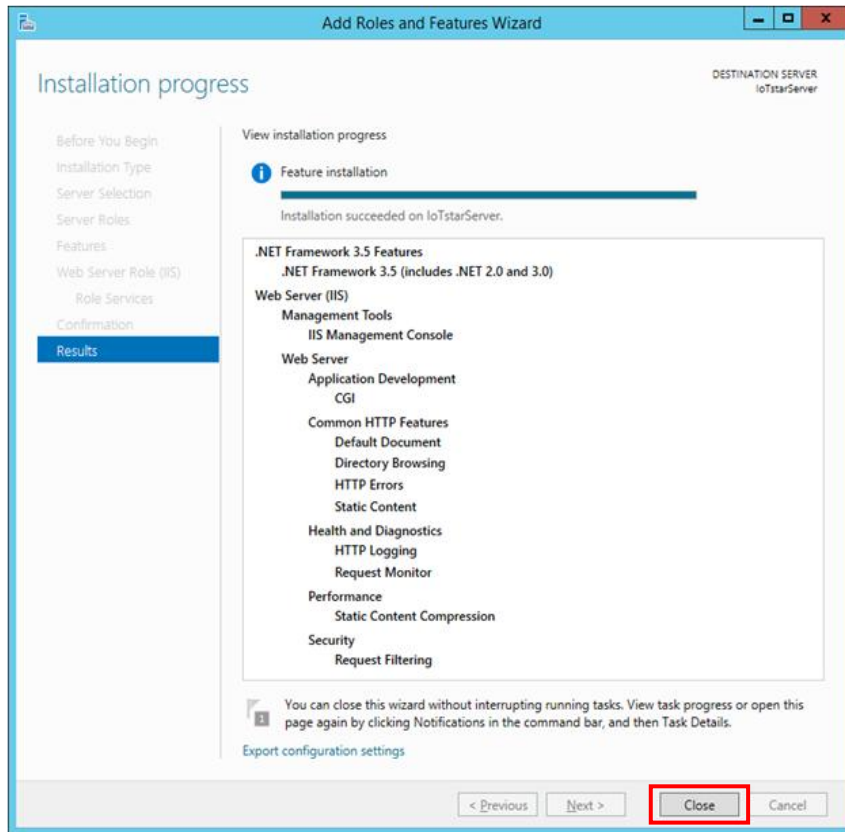 Add Roles and Features Wizard
Installation progress
DESTINATION SERVER
IoTstarServer
Before You Begin
Installation Type
Server Selection
Server Roles
Features
Web Server Role (IIS)
Role Services
Confirmation
Results
View installation progress
Feature installation
Installation succeeded on IoTstarServer.
.NET Framework 3.5 Features
.NET Framework 3.5 (includes .NET 2.0 and 3.0)
Web Server (IIS)
Management Tools
IIS Management Console
Web Server
Application Development
CGI
Common HTTP Features
Default Document
Directory Browsing
HTTP Errors
Static Content
Health and Diagnostics
HTTP Logging
Request Monitor
Performance
Static Content Compression
Security
Request Filtering
1
You can close this wizard without interrupting running tasks. View task progress or open this
page again by clicking Notifications in the command bar, and then Task Details.
Export configuration settings
< Previous
Next >
Close
Cancel